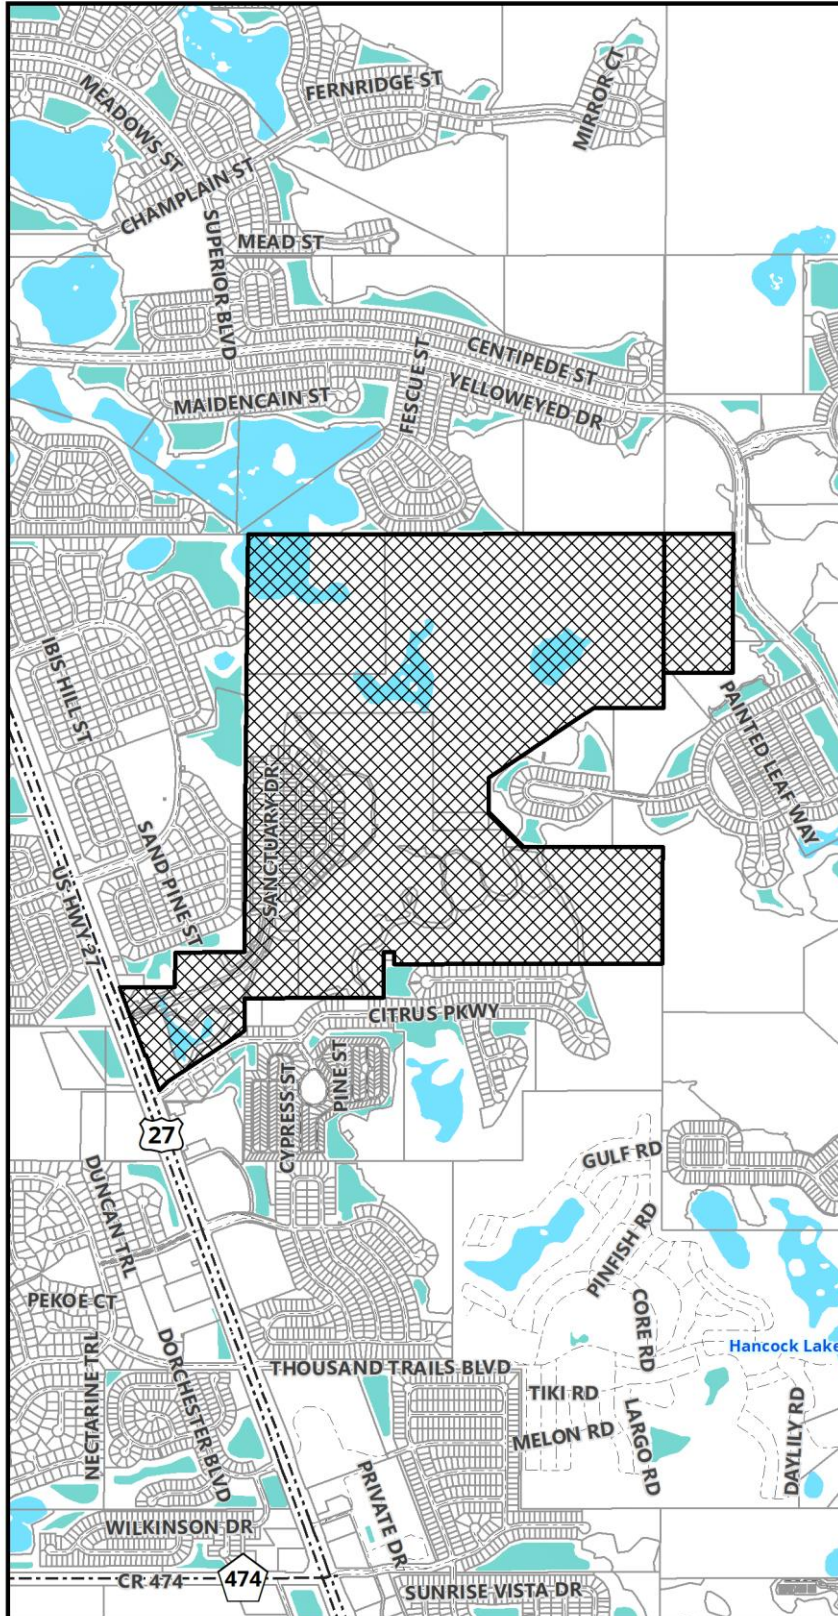 FERNRIDGE ST
MEADOWS ST
MIRROR CT
CHAMPLAIN ST
SUPERIOR BLVD
MEAD ST
CENTIPEDE ST
FESCUE ST
YELLOWEYED DR
MAIDENCAIN ST
IBIS HILL ST
PAINTED LEAF WAY
SANCTUARY DR
SAND PINE ST
US HWY 27
CITRUS PKWY
PINE ST
CYPRESS ST
27
GULF RD
DUNCAN TRL
PINFISH RD
PEKOE CT
CORE RD
Hancock Lake
NECTARINE TRL
DORCHESTER BLVD
THOUSAND TRAILS BLVD
TIKI RD
LARGO RD
DAYLILY RD
MELON RD
PRIVATE DR
WILKINSON DR
CR 474
474
SUNRISE VISTA DR